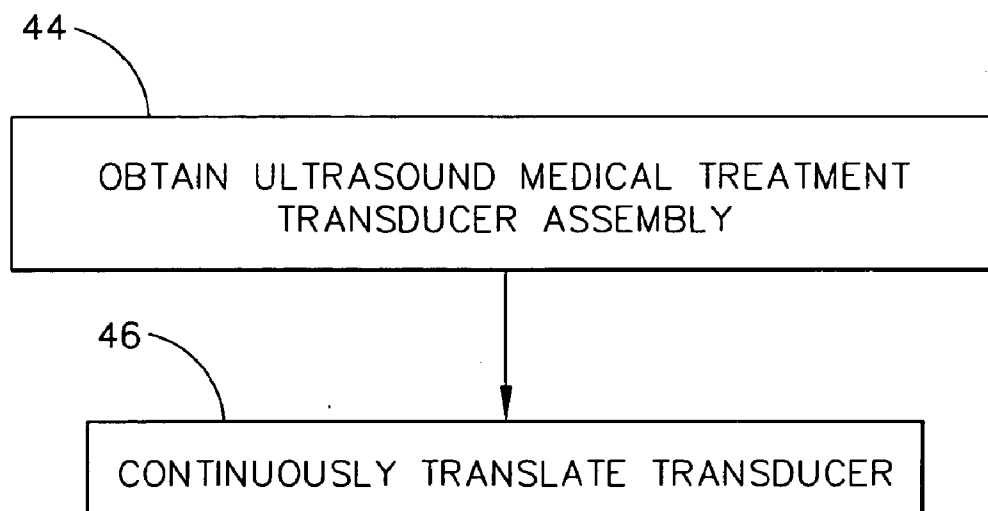 44
OBTAIN ULTRASOUND MEDICAL TREATMENT
TRANSDUCER ASSEMBLY
46
CONTINUOUSLY TRANSLATE TRANSDUCER